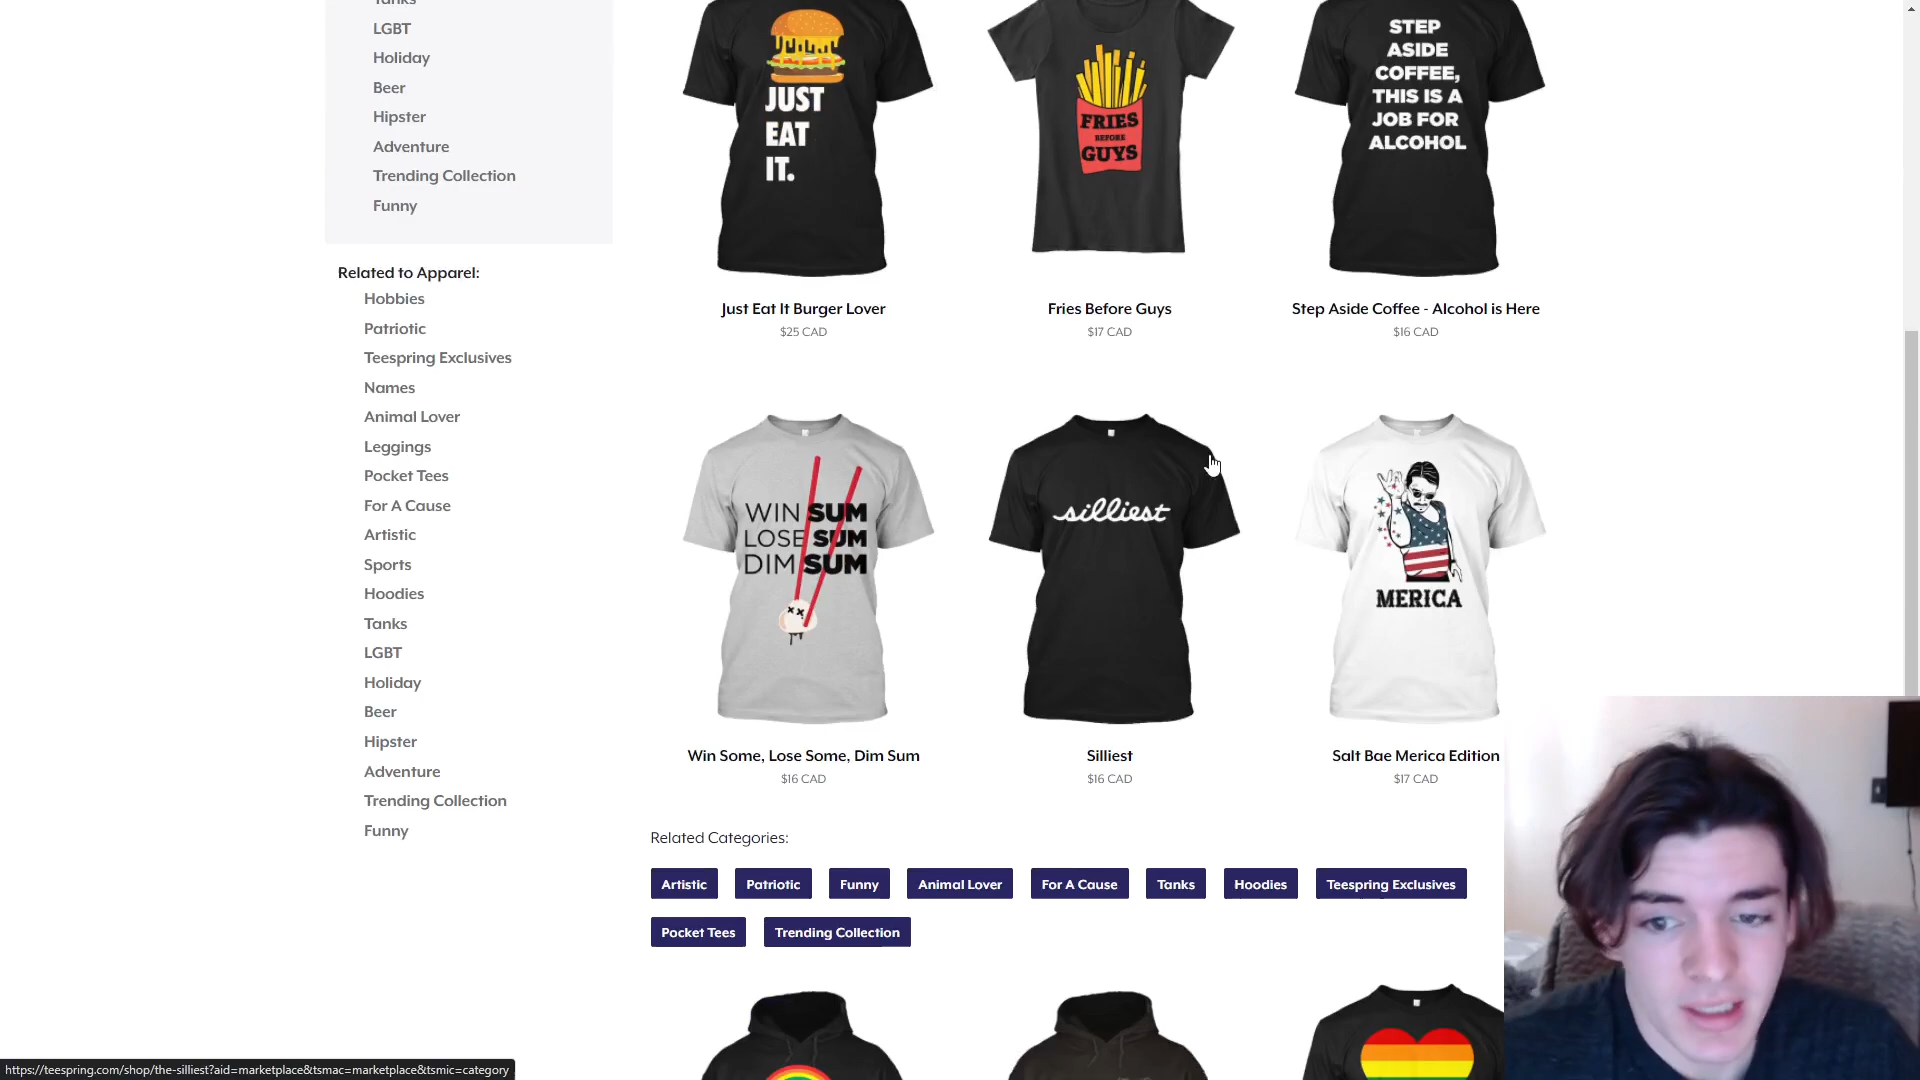 LGBT
Holiday
Beer
Hipster
Adventure
Trending Collection
Funny
Related to Apparel:
Hobbies
Patriotic
Teespring Exclusives
Names
Animal Lover
Leggings
Pocket Tees
For A Cause
Artistic
Sports
Hoodies
Tanks
LGBT
Holiday
Beer
Hipster
Adventure
Trending Collection
Funny
JUST
EAT
IT.
FRIES
BEFORE
GUYS
STEP
ASIDE
COFFEE,
THIS IS A
JOB FOR
ALCOHOL
Just Eat It Burger Lover
$25 CAD
Fries Before Guys
$17 CAD
Step Aside Coffee - Alcohol is Here
$16 CAD
WIN SUM
LOSE SUM
DIM SUM
silliest
MERICA
Win Some, Lose Some, Dim Sum
$16 CAD
Silliest
$16 CAD
Salt Bae Merica Edition
$17 CAD
Related Categories:
Artistic
Patriotic
Funny
Animal Lover
For A Cause
Tanks
Hoodies
Teespring Exclusives
Pocket Tees
Trending Collection
https://teespring.com/shop/the-silliest?aid=marketplace&tsmac=marketplace&tsmic=category